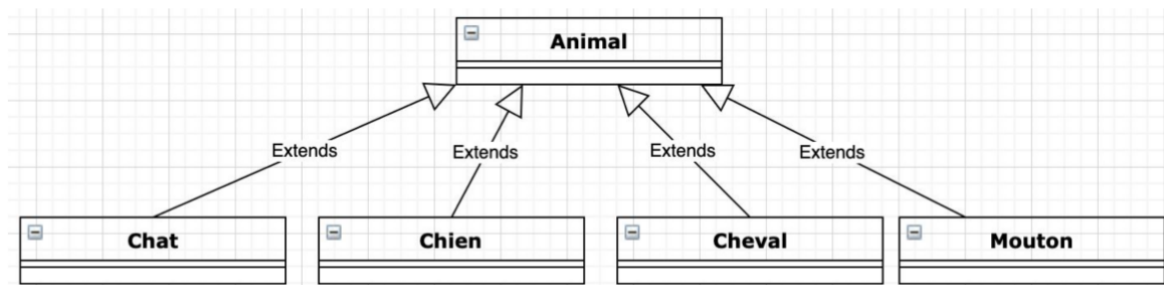 Animal
Extends
Extends
Extends
Extends
Chat
Chien
Cheval
Mouton